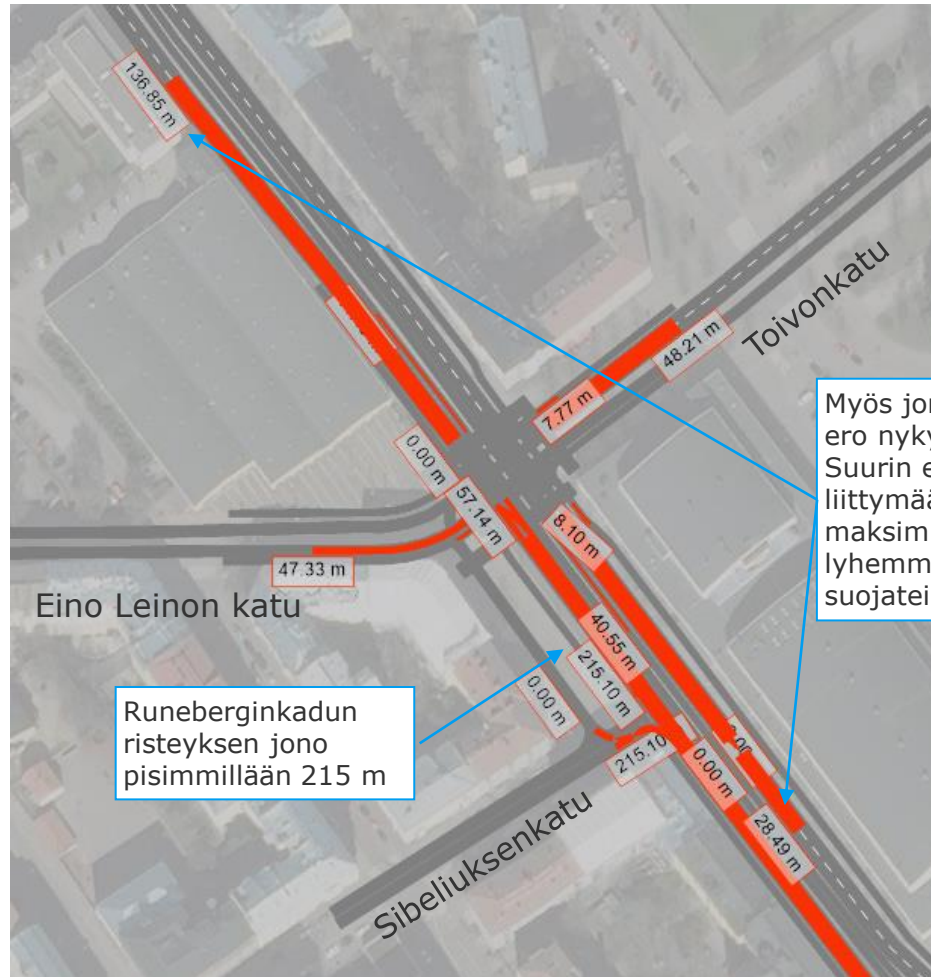 136.85 m
Toivonkatu
48.21 m
7.77 m
0.00 m
57.14 m
8.10 m
47.33 m
Eino Leinon katu
40.55 m
215.10 m
0.00 m
215.10
0.00 m
28.49 m
Sibeliuksenkatu
Runeberginkadun
risteyksen jono
pisimmillään 215 m
Myös
ero
Suurin
liittymää
maksim
lyhemm
suojatei